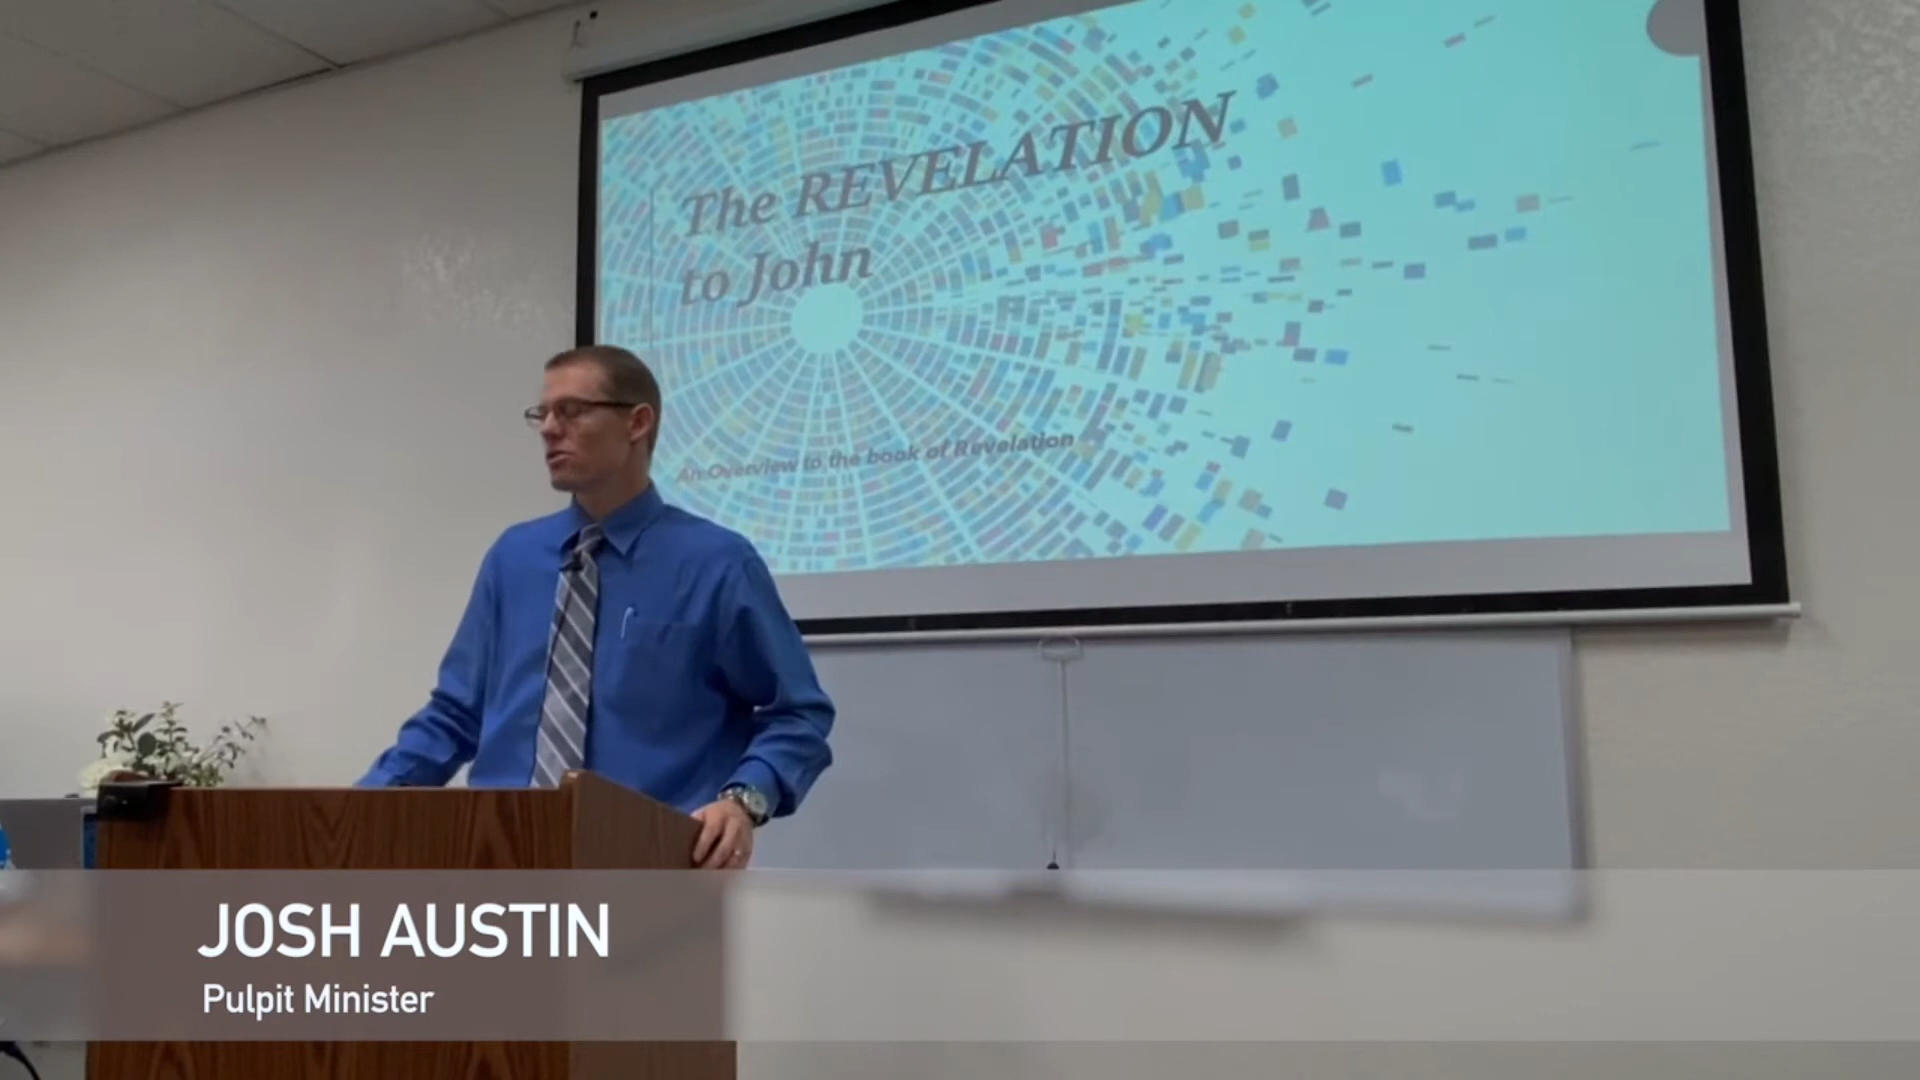 The REVELATION
to John
An Overview to the book of Revelation
JOSH AUSTIN
Pulpit Minister